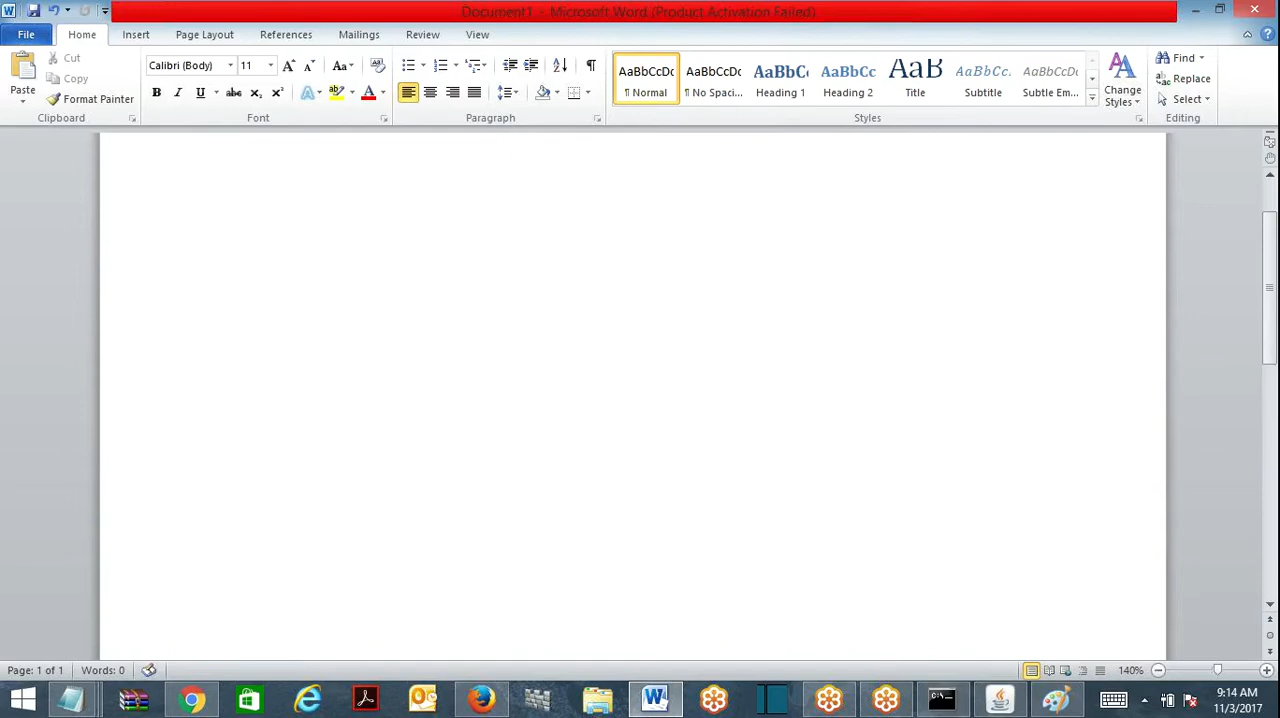 Document1 - Microsoft Word (Product Activation Failed)
File Home Insert Page Layout References Mailings Review View
Cut
Copy
Format Painter
Paste
Clipboard
Calibri (Body) 11
Aa
B I U abc x₂ x² A A
Font
Paragraph
AaBbCcDc AaBbCcDc AaBbCc AaBbCc AaB AaBbCc. AaBbCcDc
¶ Normal ¶ No Spaci... Heading 1 Heading 2 Title Subtitle Subtle Em...
Change
Styles
Styles
Find
Replace
Select
Editing
Page: 1 of 1 Words: 0 140%
9:14 AM
11/3/2017